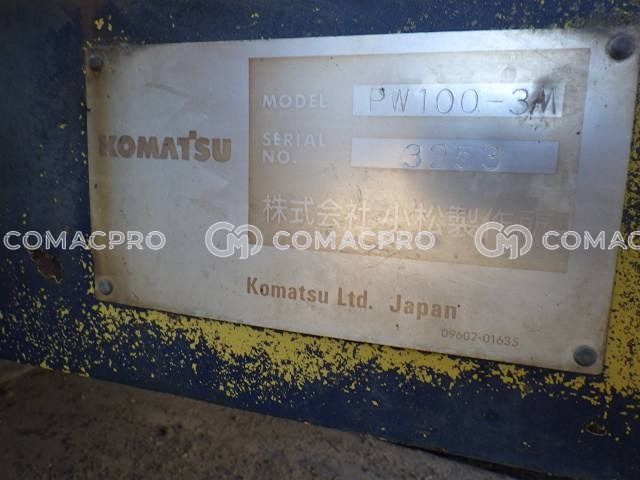 MODEL PW100-3M
KOMATSU
SERIAL NO. 3253
株式会社 小松製作所
COMACPRO COMACPRO COMACPRO
Komatsu Ltd. Japan
09602-01635